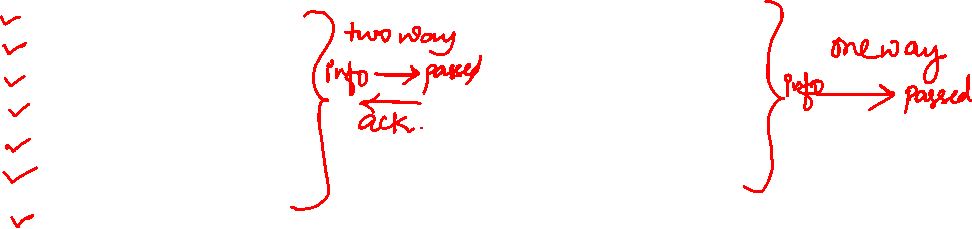 two way
info → passed
←
ack..
one way
info → passed